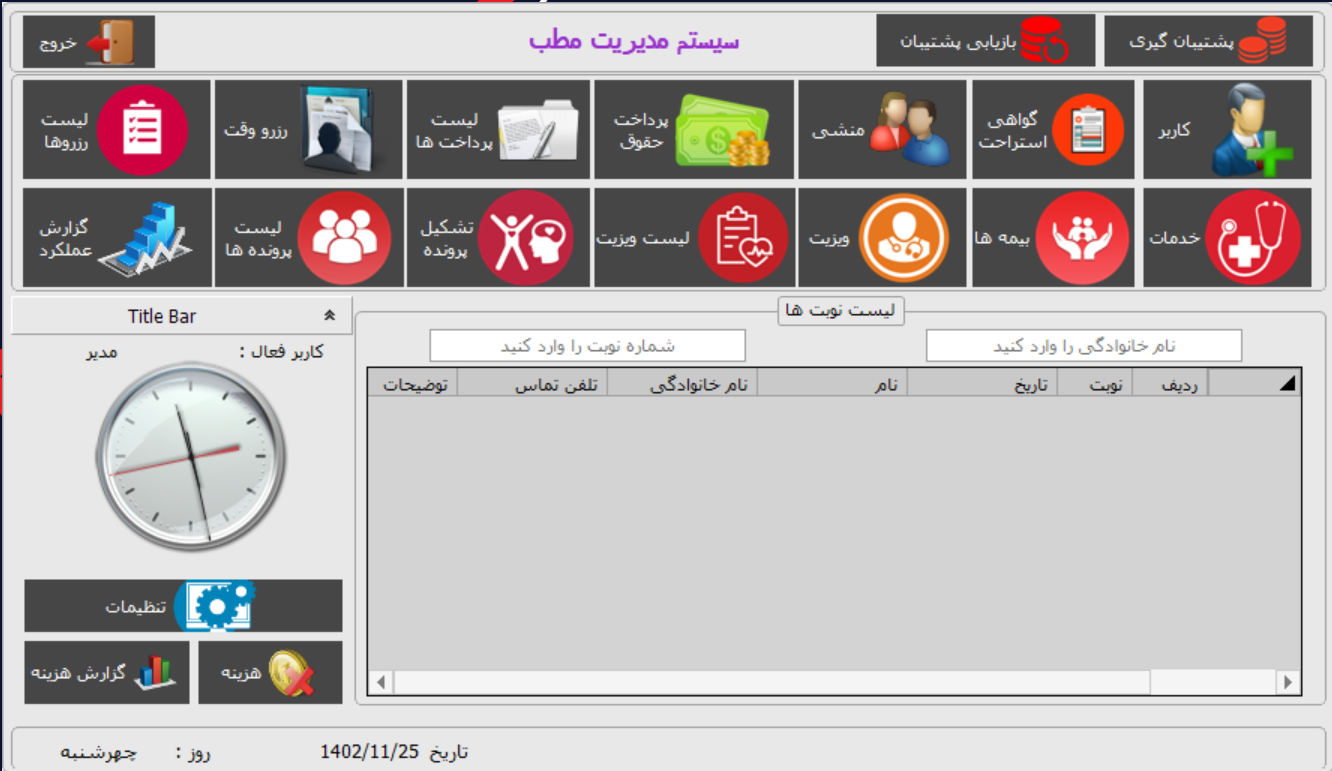 پشتیبان گیری
بازیابی پشتیبان
سیستم مدیریت مطب
خروج
کاربر
گواهی
استراحت
منشی
پرداخت
حقوق
لیست
پرداخت ها
رزرو وقت
لیست
رزروها
خدمات
بیمه ها
ویزیت
لیست ویزیت
تشکیل
پرونده
لیست
پرونده ها
گزارش
عملکرد
لیست نوبت ها
نام خانوادگی را وارد کنید
شماره نوبت را وارد کنید
ردیف نوبت تاریخ نام نام خانوادگی تلفن تماس توضیحات
Title Bar
کاربر فعال : مدیر
تنظیمات
هزینه
گزارش هزینه
تاریخ 1402/11/25 روز : چهرشنبه